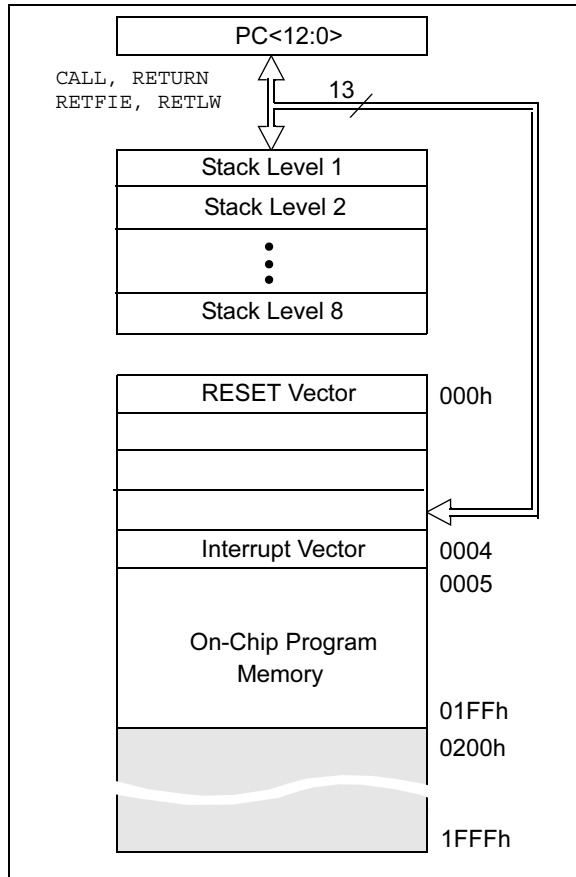 PC<12:0>
CALL, RETURN
RETFIE, RETLW
13
Stack Level 1
Stack Level 2
Stack Level 8
RESET Vector
000h
Interrupt Vector
0004
0005
On-Chip Program
Memory
01FFh
0200h
1FFFh